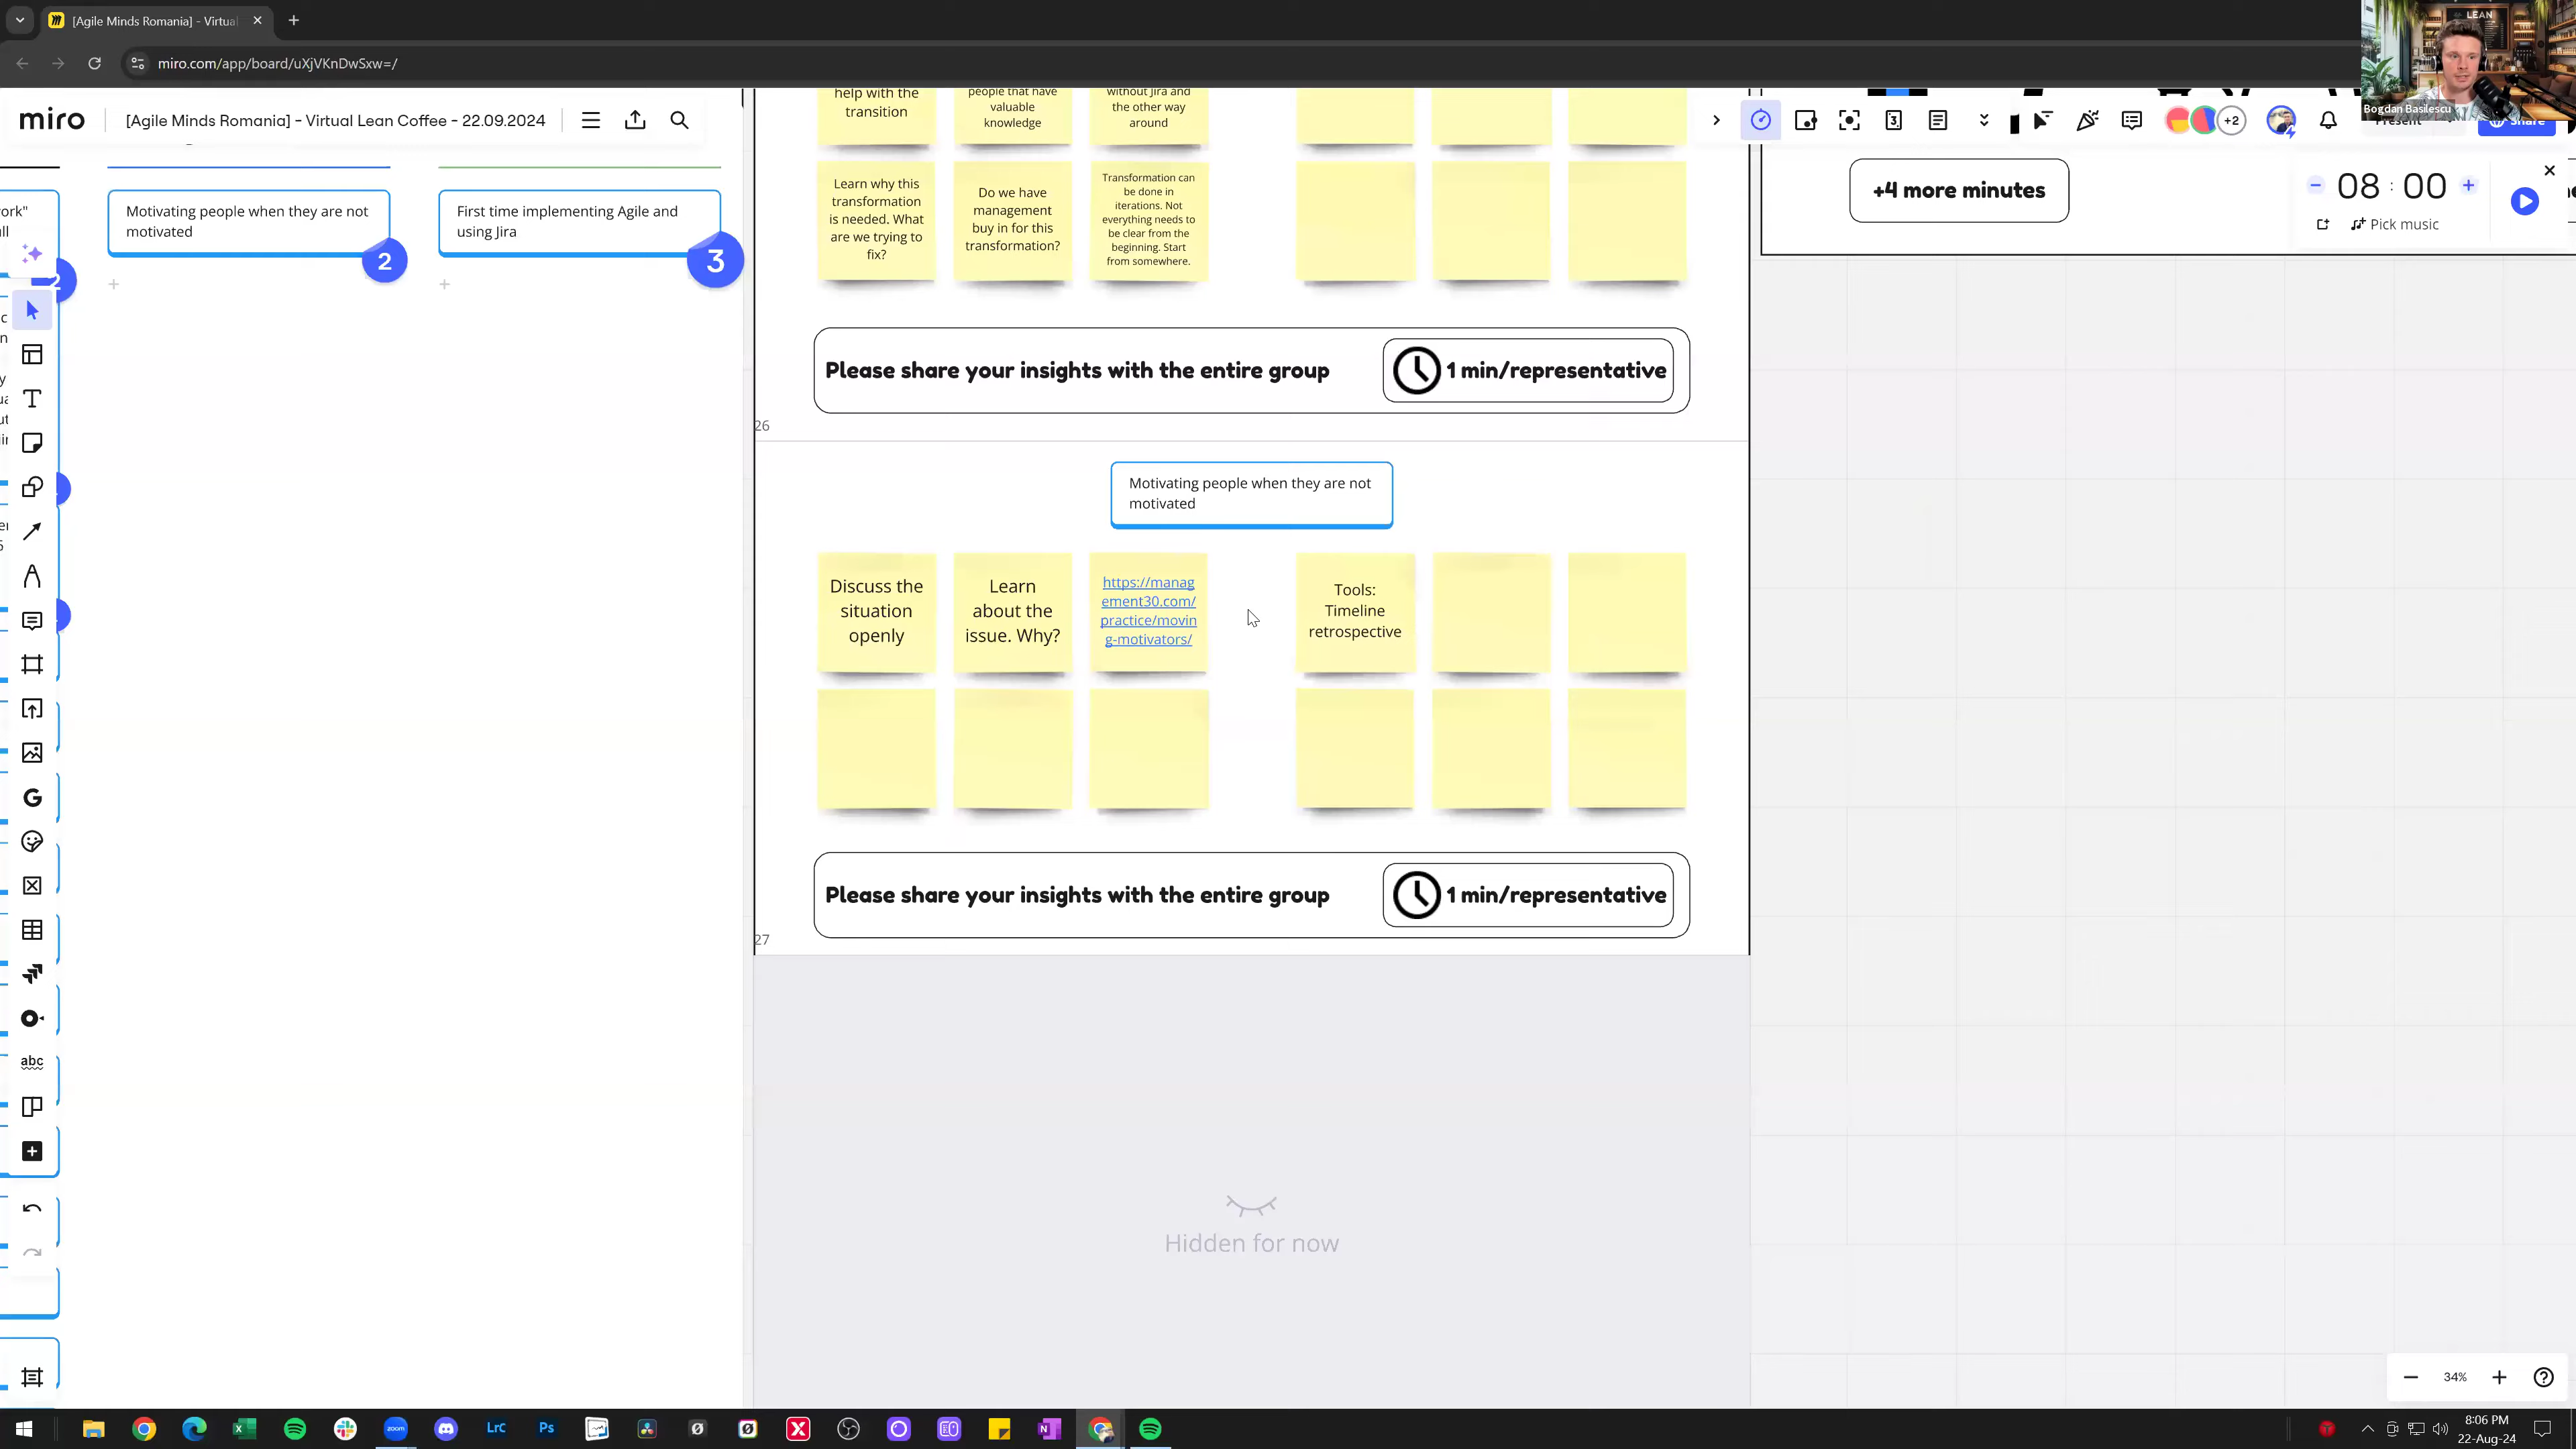 [Agile Minds Romania] - Virtual
miro.com/app/board/uXjVKnDwSxw=/
LEAN
Bogdan Basilescu
miro
[Agile Minds Romania] - Virtual Lean Coffee - 22.09.2024
3
+2
Present
Share
+4 more minutes
08 : 00
Pick music
Motivating people when they are not
motivated
2
First time implementing Agile and
using Jira
3
help with the
transition
people that have
valuable
knowledge
without Jira and
the other way
around
Learn why this
transformation
is needed. What
are we trying to
fix?
Do we have
management
buy in for this
transformation?
Transformation can
be done in
iterations. Not
everything needs to
be clear from the
beginning. Start
from somewhere.
Please share your insights with the entire group
1 min/representative
26
Motivating people when they are not
motivated
Discuss the
situation
openly
Learn
about the
issue. Why?
https://manag
ement30.com/
practice/movin
g-motivators/
Tools:
Timeline
retrospective
Please share your insights with the entire group
1 min/representative
27
Hidden for now
abc
34%
Lrc
Ps
zoom
8:06 PM
22-Aug-24